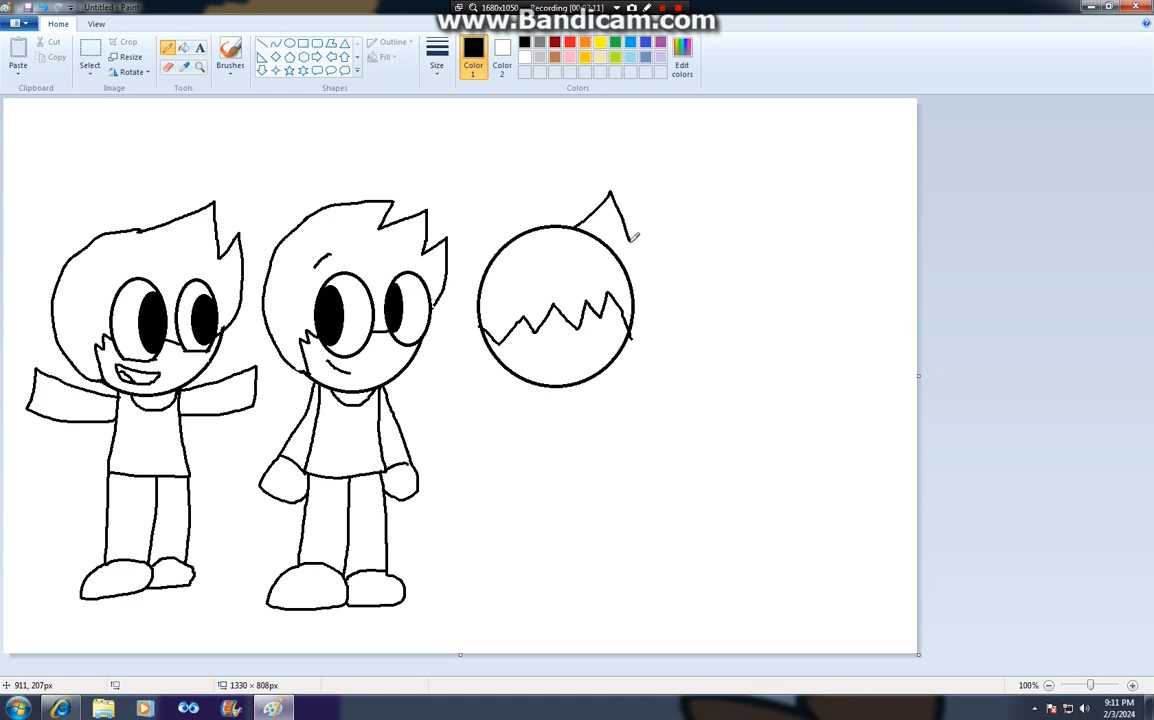 Untitled - Paint
1680x1050 Recording
www.Bandicam.com
Home View
Paste
Cut
Copy
Clipboard
Select
Crop
Resize
Rotate
Image
A
Tools
Brushes
Outline
Fill
Shapes
Size
Color 1
Color 2
Edit colors
Colors
911, 207px
1330 × 808px
100%
9:11 PM
2/3/2024